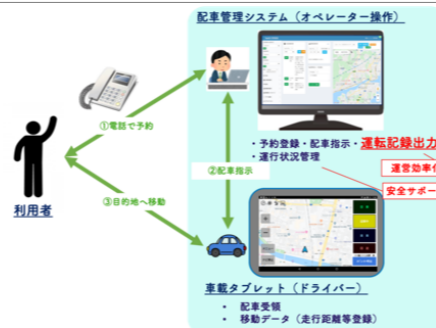 配車管理システム（オペレーター操作）
①電話で予約
・予約登録・配車指示・運転記録出力
・運行状況管理
②配車指示
運営効率化
安全サポー
利用者
③目的地へ移動
車載タブレット（ドライバー）
・ 配車受領
・ 移動データ（走行距離等登録）